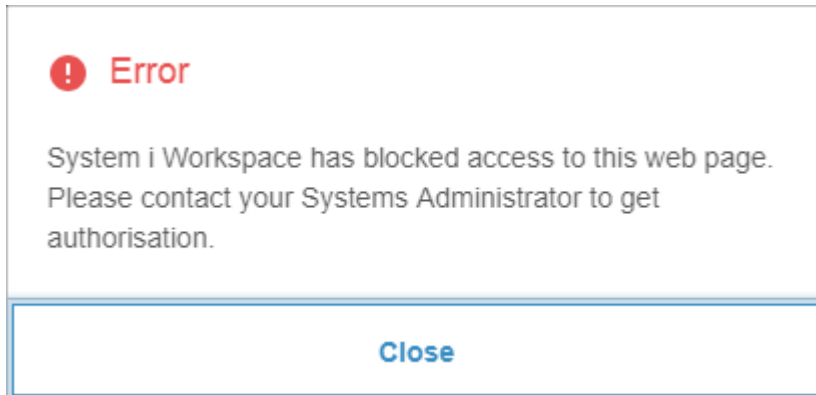 Error
System i Workspace has blocked access to this web page.
Please contact your Systems Administrator to get
authorisation.
Close